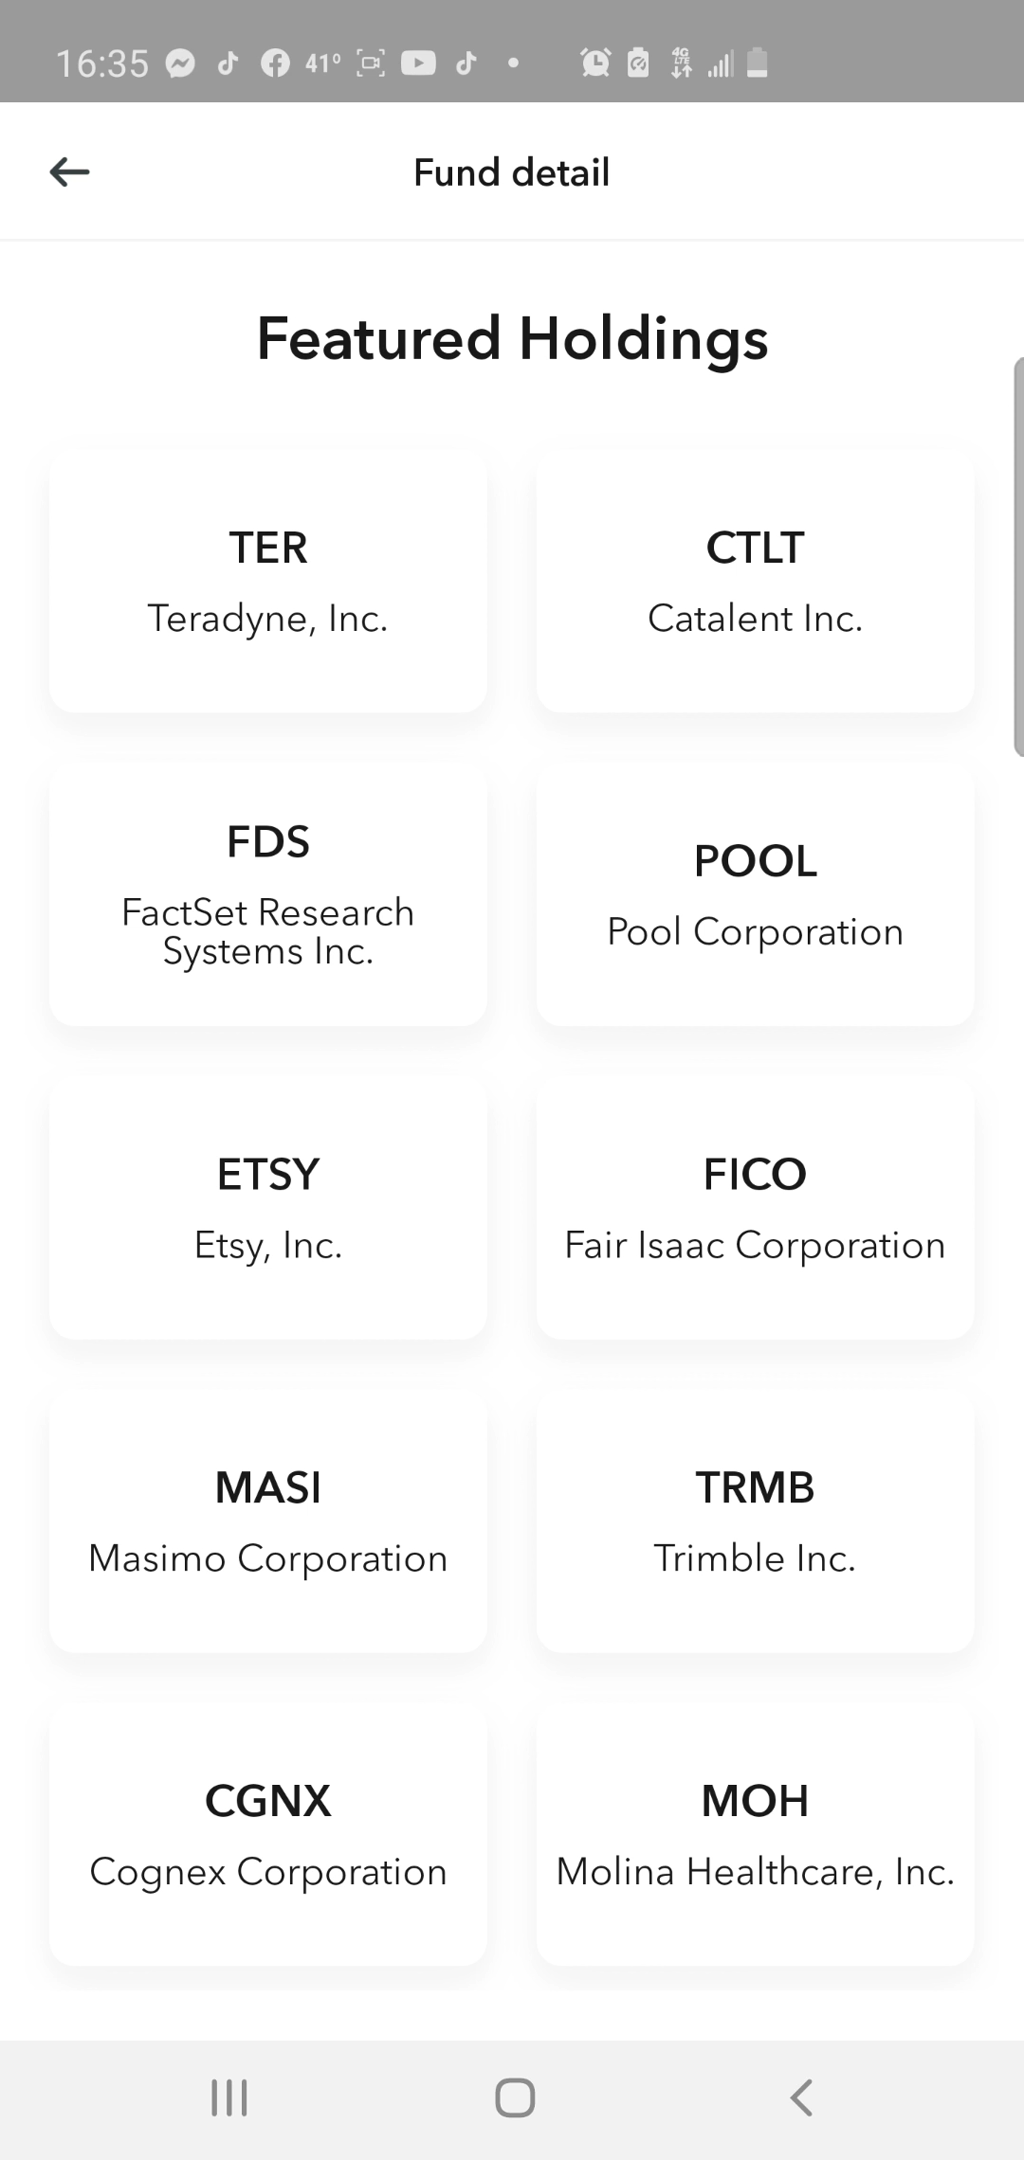 16:35 41° 4G LTE
Fund detail
Featured Holdings
TER
Teradyne, Inc.
CTLT
Catalent Inc.
FDS
FactSet Research
Systems Inc.
POOL
Pool Corporation
ETSY
Etsy, Inc.
FICO
Fair Isaac Corporation
MASI
Masimo Corporation
TRMB
Trimble Inc.
CGNX
Cognex Corporation
MOH
Molina Healthcare, Inc.